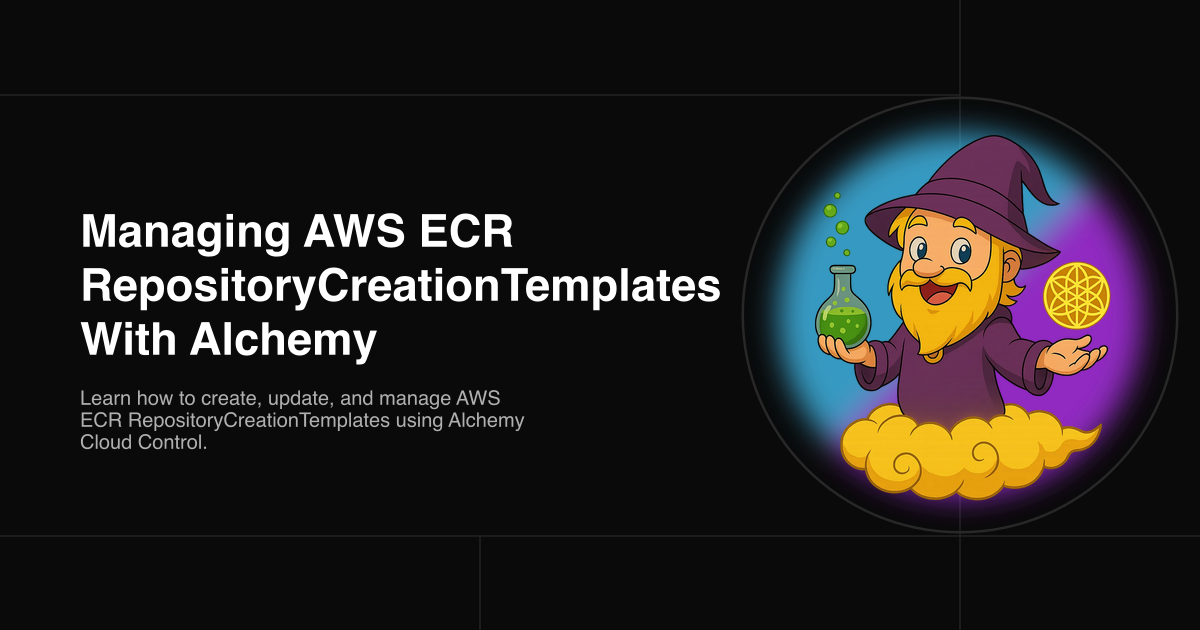 Managing AWS ECR
RepositoryCreationTemplates
With Alchemy
Learn how to create, update, and manage AWS
ECR RepositoryCreationTemplates using Alchemy
Cloud Control.